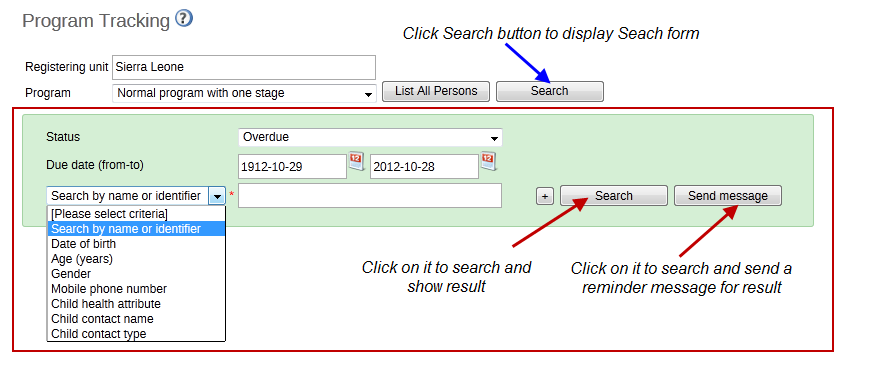 Program Tracking ?
Click Search button to display Seach form
Registering unit Sierra Leone
Program Normal program with one stage List All Persons Search
Status Overdue
Due date (from-to) 1912-10-29 12 2012-10-28 12
Search by name or identifier * + Search Send message
[Please select criteria]
Search by name or identifier
Date of birth
Age (years)
Gender
Mobile phone number
Child health attribute
Child contact name
Child contact type
Click on it to search and
show result
Click on it to search and send a
reminder message for result